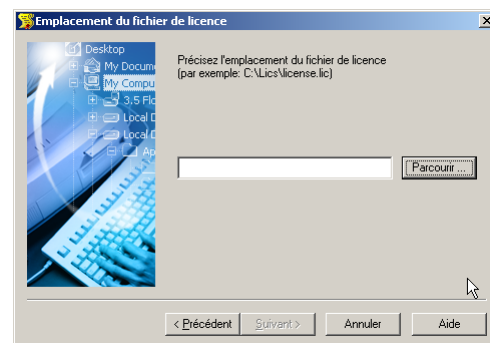 Emplacement du fichier de licence
Desktop
My Docum
My Compu
3.5 Flo
Local D
Local D
Ap
Précisez l'emplacement du fichier de licence
(par exemple: C:\Lics\license.lic)
Parcourir ...
< Précédent
Suivant >
Annuler
Aide